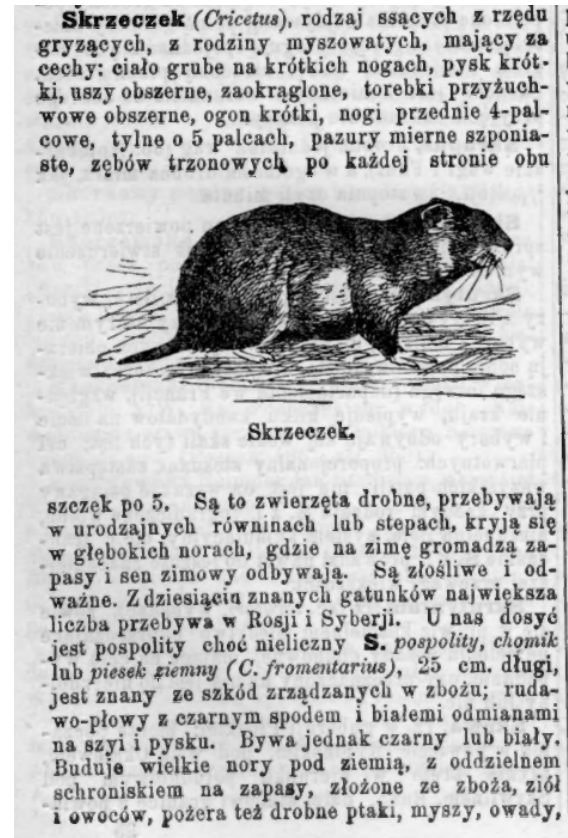 Skrzeczek (Cricetus), rodzaj ssących z rzędu
gryzących, z rodziny myszowatych, mający za
cechy: ciało grube na krótkich nogach, pysk krót-
ki, uszy obszerne, zaokrąglone, torebki przyżuch-
wowe obszerne, ogon krótki, nogi przednie 4-pal-
cowe, tylne o 5 palcach, pazury mierne szponia-
ste, zębów trzonowych po każdej stronie obu
Skrzeczek.
szczęk po 5. Są to zwierzęta drobne, przebywają
w urodzajnych równinach lub stepach, kryją się
w głębokich norach, gdzie na zimę gromadzą za-
pasy i sen zimowy odbywają. Są złośliwe i od-
ważne. Z dziesięciu znanych gatunków największa
liczba przebywa w Rosji i Syberji. U nas dosyć
jest pospolity choć nieliczny S. pospolity, chomik
lub piesek ziemny (C. fromentarius), 25 cm. długi,
jest znany ze szkód zrządzanych w zbożu; ruda-
wo-płowy z czarnym spodem i białemi odmianami
na szyi i pysku. Bywa jednak czarny lub biały.
Buduje wielkie nory pod ziemią, z oddzielnem
schroniskiem na zapasy, złożone ze zboża, ziół
i owoców, pożera też drobne ptaki, myszy, owady,